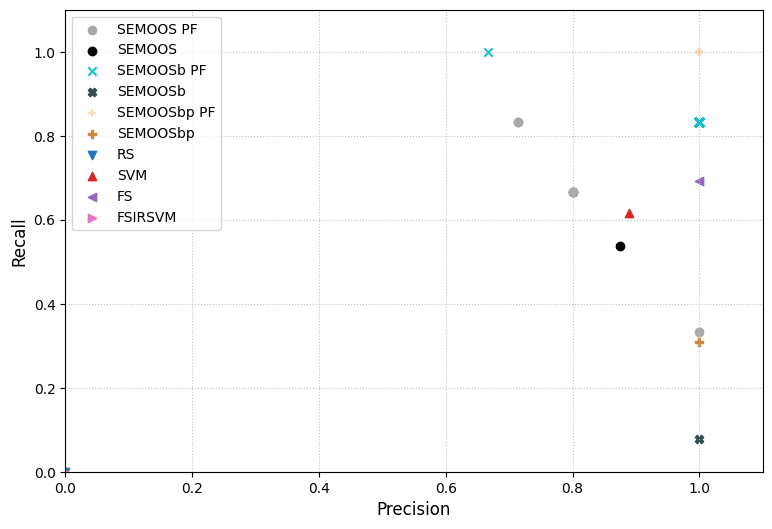 SEMOOS PF
SEMOOS
SEMOOSb PF
SEMOOSb
SEMOOSbp PF
SEMOOSbp
RS
SVM
FS
FSIRSVM
Recall
1.0
0.8
0.6
0.4
0.2
0.0
0.0 0.2 0.4 0.6 0.8 1.0
Precision